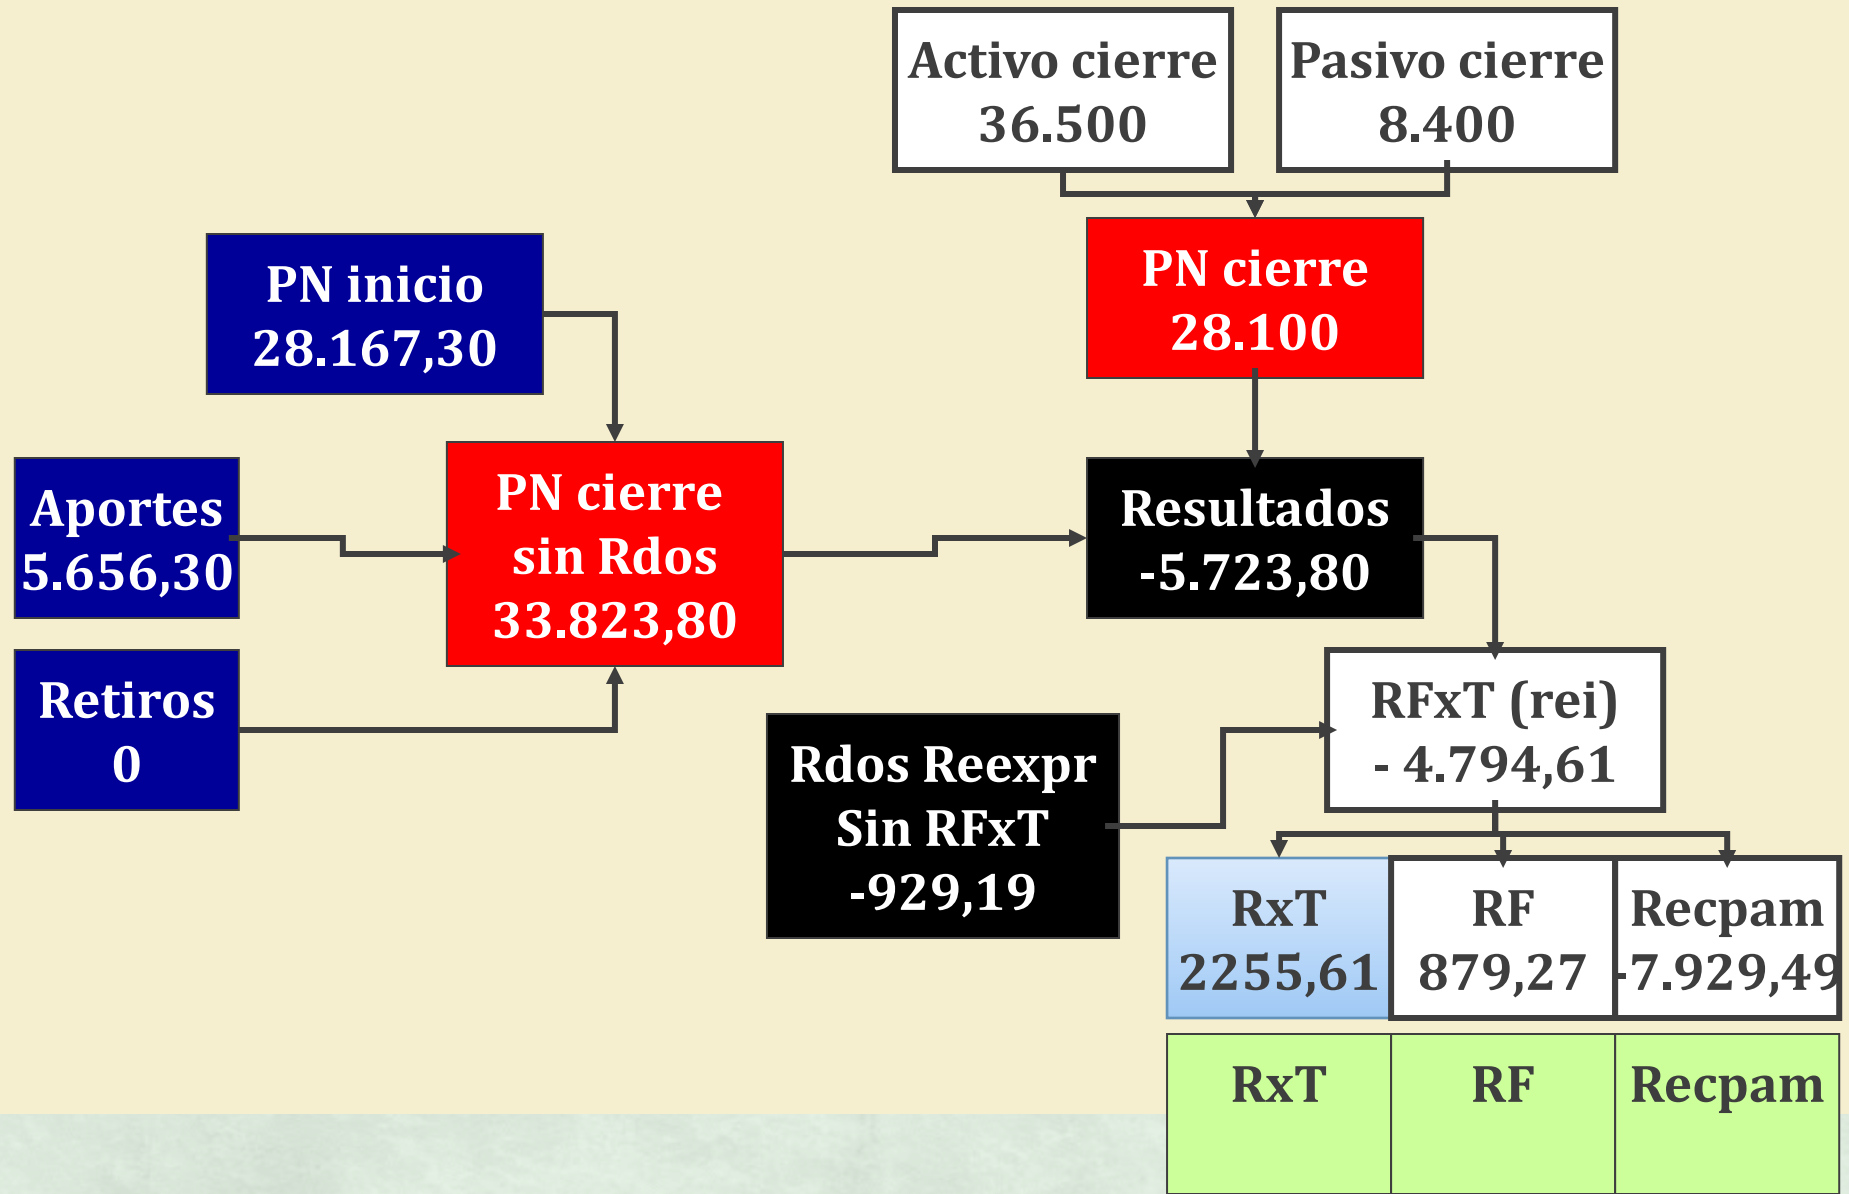 Activo cierre
36.500
Pasivo cierre
8.400
PN inicio
28.167,30
PN cierre
28.100
Aportes
5.656,30
PN cierre
sin Rdos
33.823,80
Resultados
-5.723,80
Retiros
0
Rdos Reexpr
Sin RFxT
-929,19
RFxT (rei)
- 4.794,61
RxT
2255,61
RF
879,27
Recpam
-7.929,49
RxT
RF
Recpam